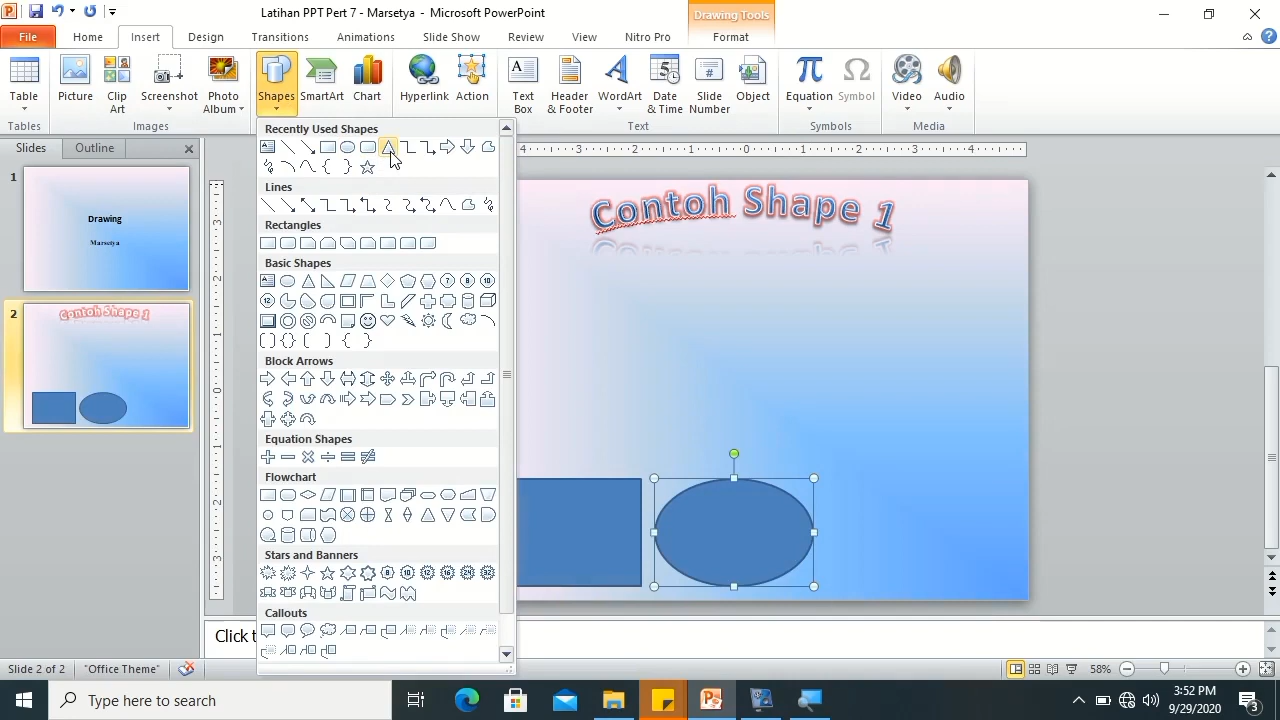 Latihan PPT Pert 7 - Marsetya - Microsoft PowerPoint
Drawing Tools
File Home Insert Design Transitions Animations Slide Show Review View Nitro Pro Format
Table Picture Clip Art Screenshot Photo Album Shapes SmartArt Chart Hyperlink Action Text Box Header & Footer WordArt Date & Time Slide Number Object Equation Symbol Video Audio
Tables Images Text Symbols Media
Slides Outline
Recently Used Shapes
Lines
Rectangles
Basic Shapes
Block Arrows
Equation Shapes
Flowchart
Stars and Banners
Callouts
1
Drawing
Marsetya
2
Contoh Shape 1
Contoh Shape 1
Click t
Slide 2 of 2 "Office Theme" 58%
Type here to search
3:52 PM
9/29/2020
3